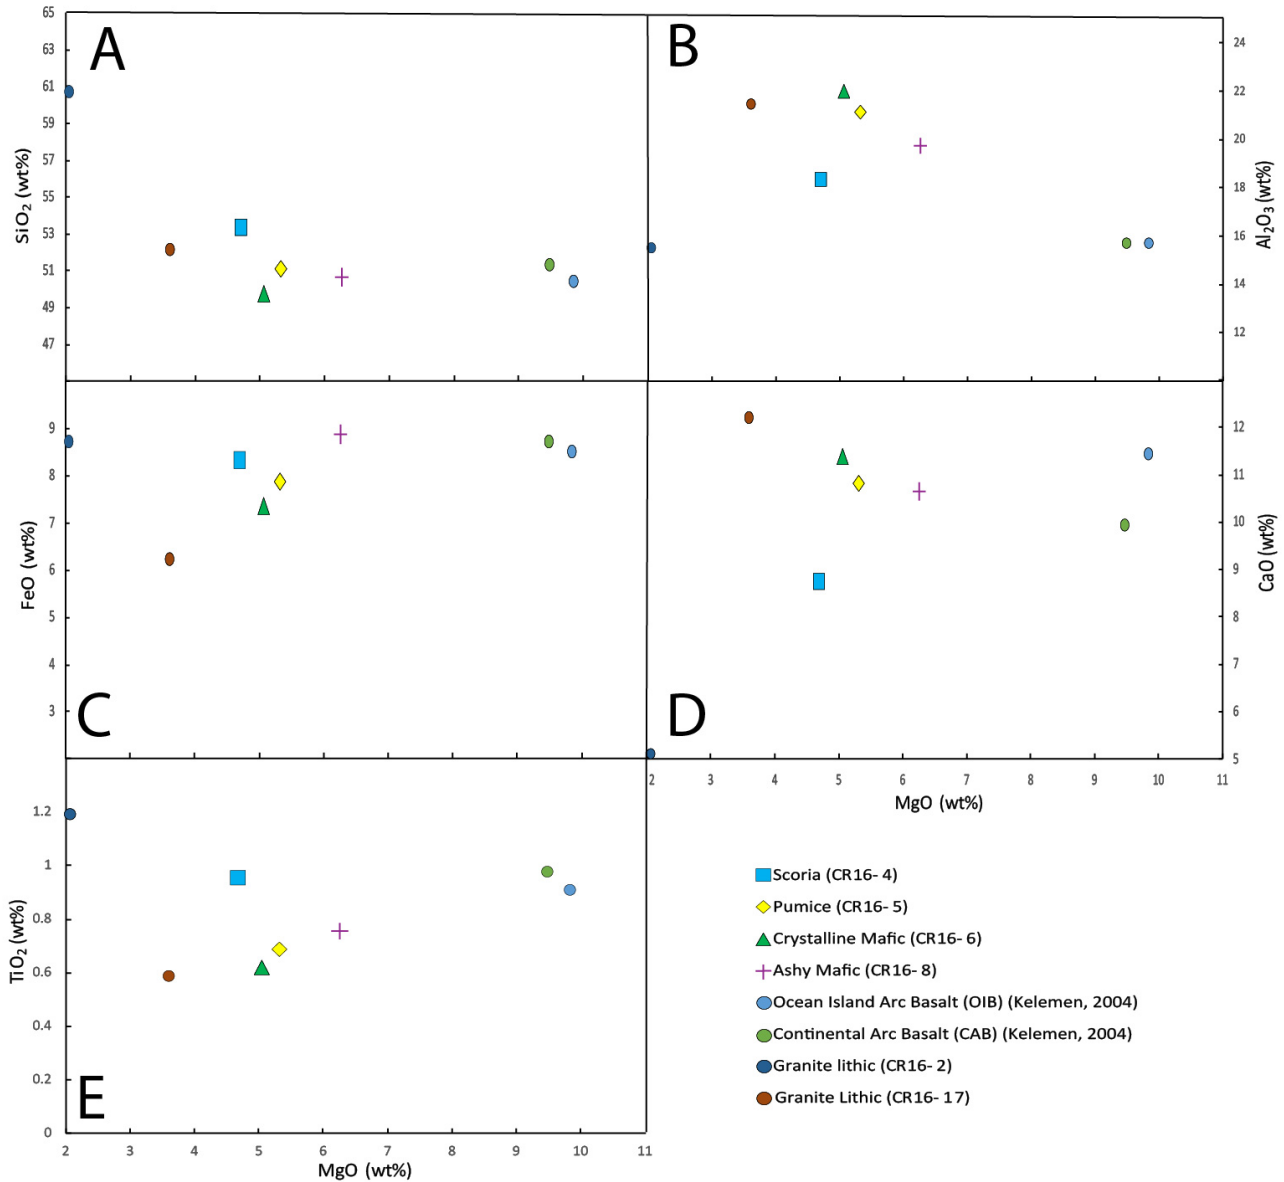 A
65
63
61
59
57
55
53
51
49
47
SiO2 (wt%)
B
24
22
20
18
16
14
12
Al2O3 (wt%)
C
9
8
7
6
5
4
3
FeO (wt%)
D
12
11
10
9
8
7
6
5
CaO (wt%)
2 3 4 5 6 7 8 9 10 11
MgO (wt%)
E
1.2
1
0.8
0.6
0.4
0.2
0
TiO2 (wt%)
2 3 4 5 6 7 8 9 10 11
MgO (wt%)
Scoria (CR16- 4)
Pumice (CR16- 5)
Crystalline Mafic (CR16- 6)
Ashy Mafic (CR16- 8)
Ocean Island Arc Basalt (OIB) (Kelemen, 2004)
Continental Arc Basalt (CAB) (Kelemen, 2004)
Granite lithic (CR16- 2)
Granite Lithic (CR16- 17)